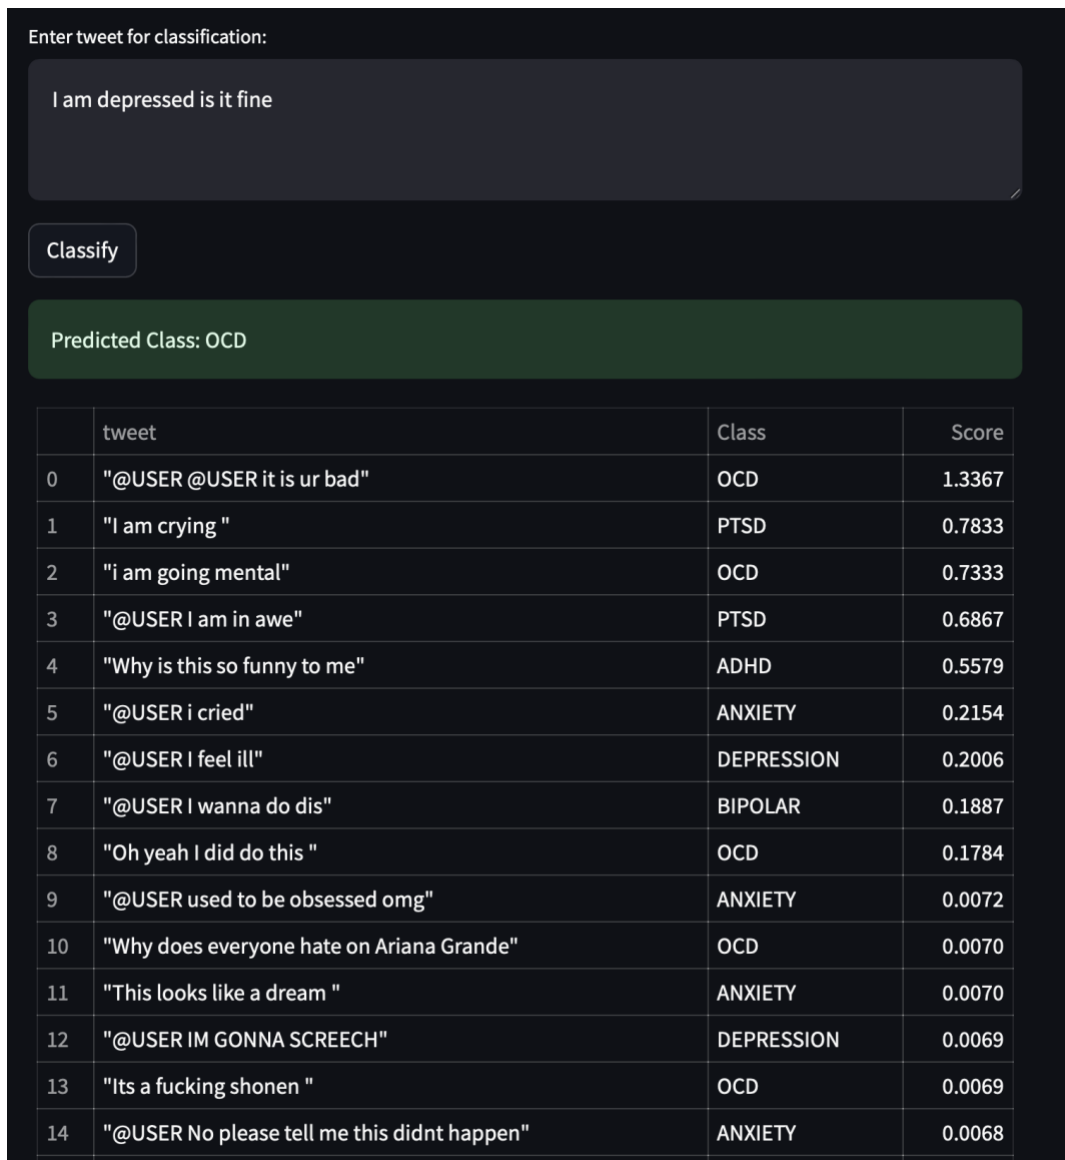 Enter tweet for classification:
I am depressed is it fine
Classify
Predicted Class: OCD
tweet Class Score
0 "@USER @USER it is ur bad" OCD 1.3367
1 "I am crying " PTSD 0.7833
2 "i am going mental" OCD 0.7333
3 "@USER I am in awe" PTSD 0.6867
4 "Why is this so funny to me" ADHD 0.5579
5 "@USER i cried" ANXIETY 0.2154
6 "@USER I feel ill" DEPRESSION 0.2006
7 "@USER I wanna do dis" BIPOLAR 0.1887
8 "Oh yeah I did do this " OCD 0.1784
9 "@USER used to be obsessed omg" ANXIETY 0.0072
10 "Why does everyone hate on Ariana Grande" OCD 0.0070
11 "This looks like a dream " ANXIETY 0.0070
12 "@USER IM GONNA SCREECH" DEPRESSION 0.0069
13 "Its a fucking shonen " OCD 0.0069
14 "@USER No please tell me this didnt happen" ANXIETY 0.0068